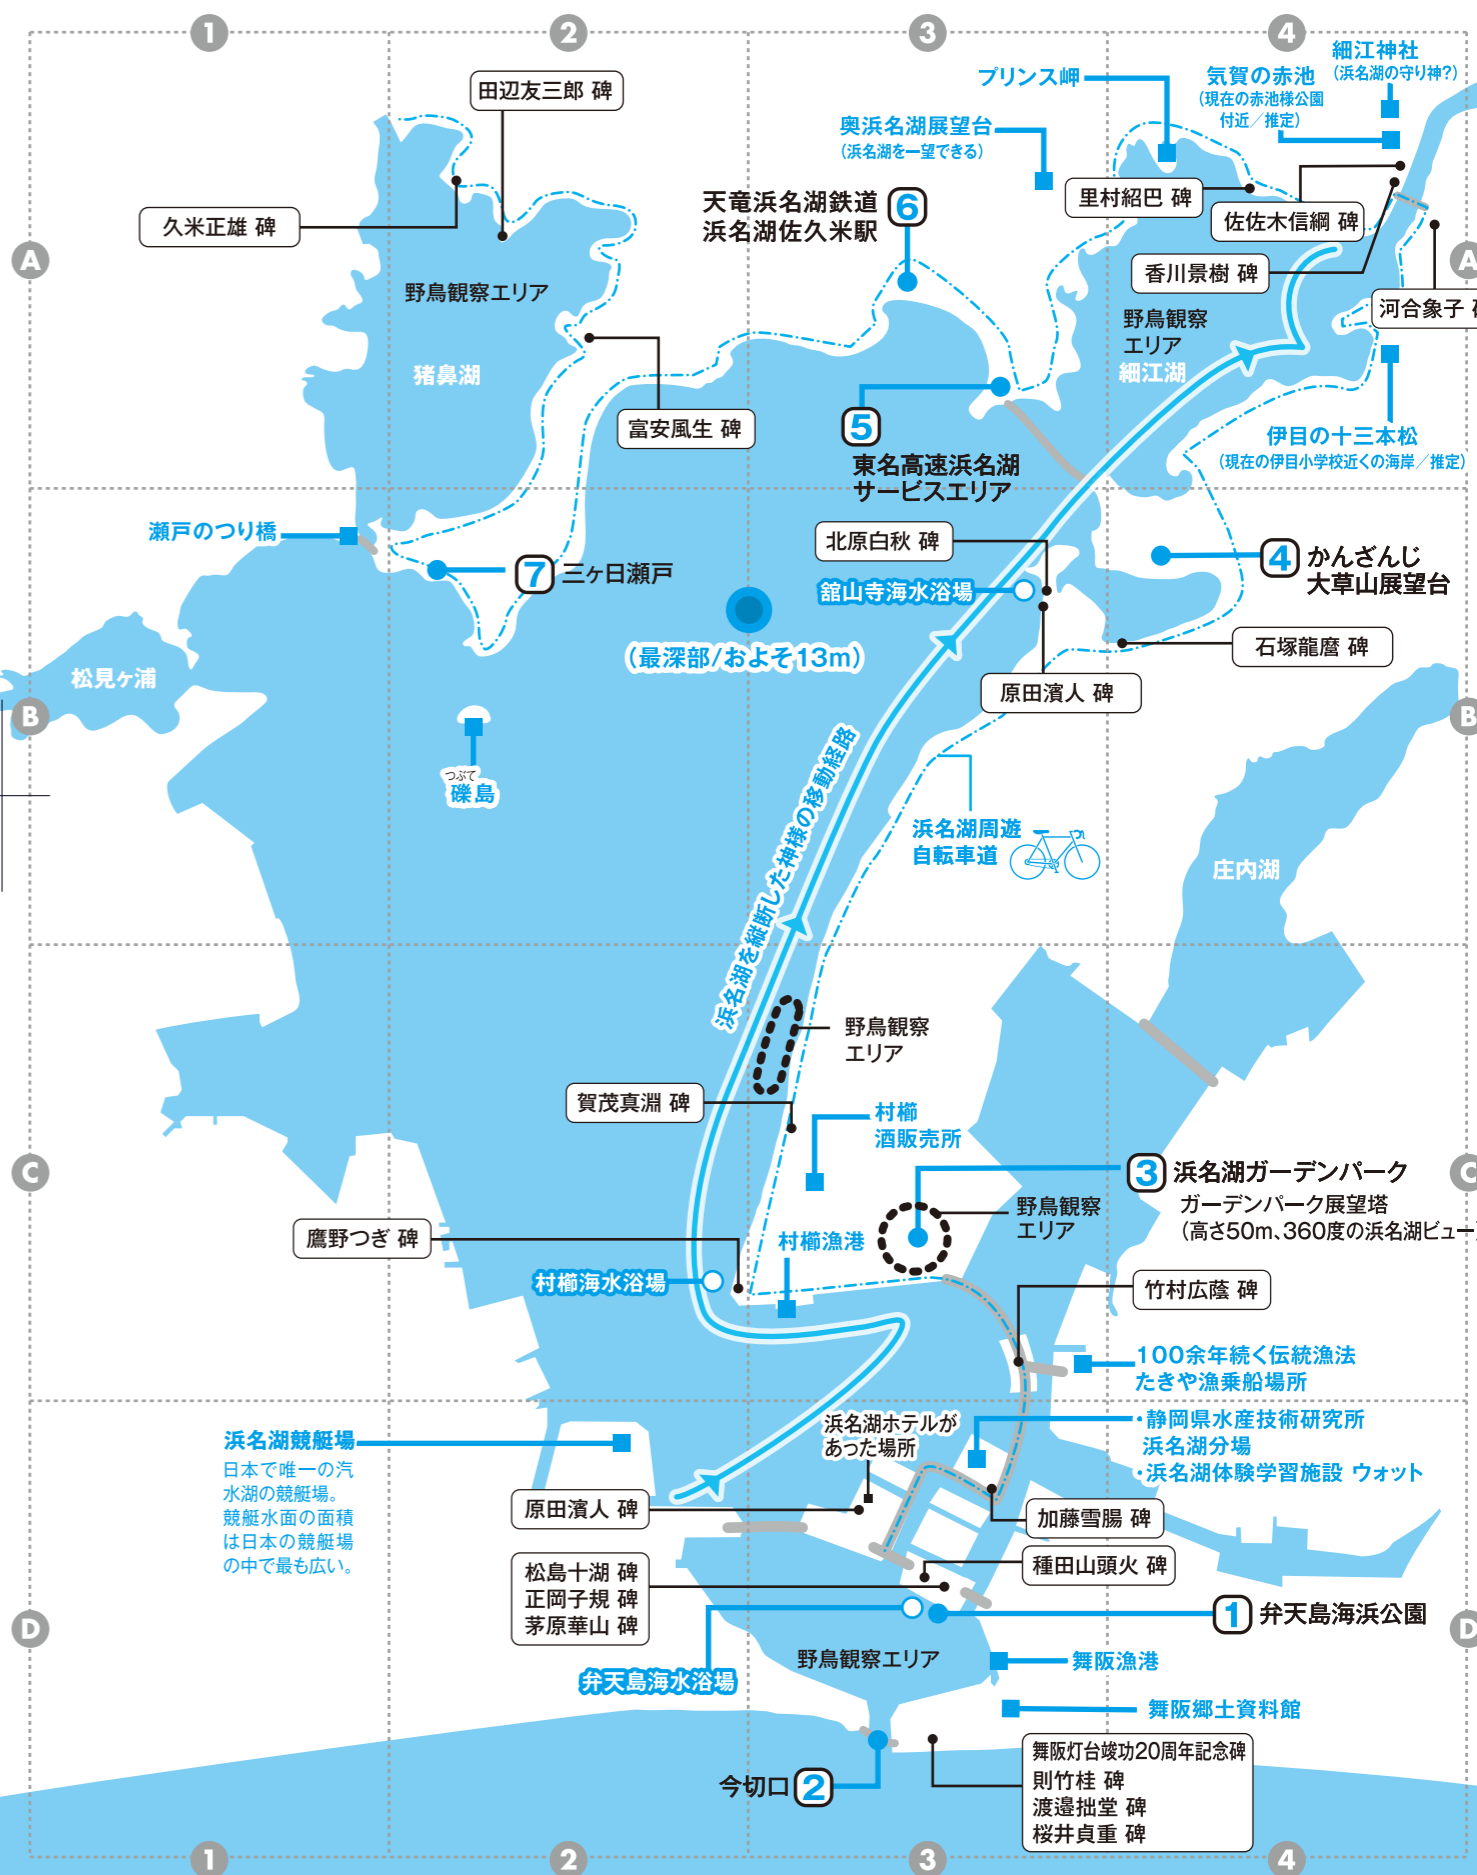 1
2
3
4
A
A
B
B
C
C
D
D
1
2
3
4
田辺友三郎 碑
久米正雄 碑
野鳥観察エリア
猪鼻湖
富安風生 碑
プリンス岬
奥浜名湖展望台
(浜名湖を一望できる)
天竜浜名湖鉄道
浜名湖佐久米駅
6
細江神社
(浜名湖の守り神?)
気賀の赤池
(現在の赤池様公園
付近／推定)
里村紹巴 碑
佐佐木信綱 碑
香川景樹 碑
河合象子
野鳥観察
エリア
細江湖
5
東名高速浜名湖
サービスエリア
伊目の十三本松
(現在の伊目小学校近くの海岸／推定)
瀬戸のつり橋
7 三ヶ日瀬戸
北原白秋 碑
舘山寺海水浴場
4 かんざんじ
大草山展望台
(最深部/およそ13m)
石塚龍麿 碑
原田濱人 碑
松見ヶ浦
つぶて
礫島
浜名湖を縦断した神様の移動経路
浜名湖周遊
自転車道
庄内湖
野鳥観察
エリア
賀茂真淵 碑
村櫛
酒販売所
3 浜名湖ガーデンパーク
ガーデンパーク展望塔
(高さ50m、360度の浜名湖ビュー)
野鳥観察
エリア
鷹野つぎ 碑
村櫛漁港
村櫛海水浴場
竹村広蔭 碑
100余年続く伝統漁法
たきや漁乗船場所
浜名湖競艇場
日本で唯一の汽
水湖の競艇場。
競艇水面の面積
は日本の競艇場
の中で最も広い。
浜名湖ホテルが
あった場所
・静岡県水産技術研究所
浜名湖分場
・浜名湖体験学習施設 ウォット
原田濱人 碑
加藤雪腸 碑
松島十湖 碑
正岡子規 碑
茅原華山 碑
種田山頭火 碑
1 弁天島海浜公園
野鳥観察エリア
弁天島海水浴場
舞阪漁港
舞阪郷土資料館
今切口 2
舞阪灯台竣功20周年記念碑
則竹桂 碑
渡邉拙堂 碑
桜井貞重 碑